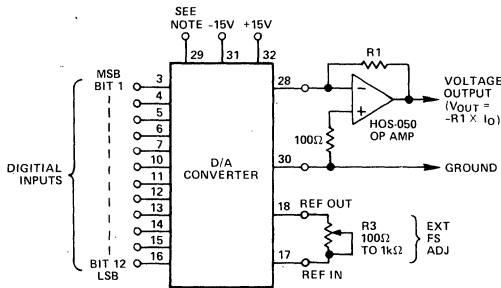 SEE
NOTE -15V +15V
29 31 32
MSB
BIT 1 3
4
5
6
7
10
11
12
13
14
15
BIT 12 16
LSB
DIGITIAL
INPUTS
D/A
CONVERTER
28
R1
-
+
HOS-050
OP AMP
100Ω
VOLTAGE
OUTPUT
(VOUT =
-R1 X IO)
30
GROUND
18 REF OUT
R3
100Ω
TO 1kΩ
EXT
FS
ADJ
17
REF IN